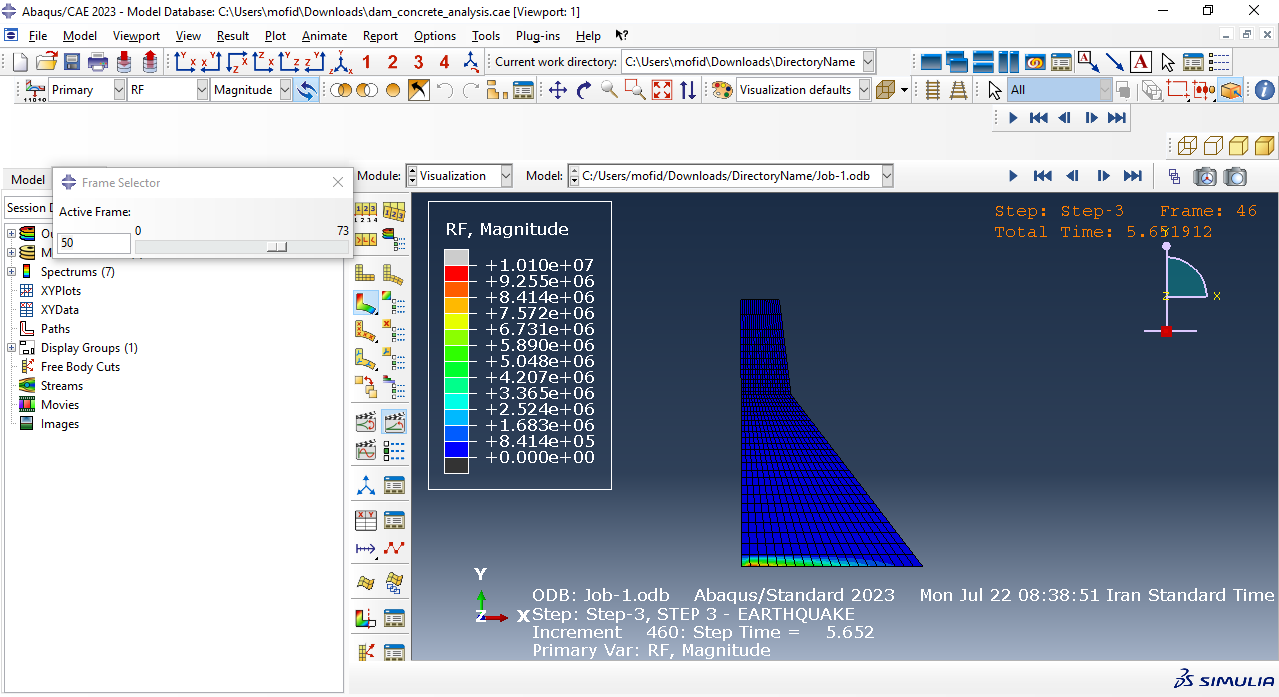 Abaqus/CAE 2023 - Model Database: C:\Users\mofid\Downloads\dam_concrete_analysis.cae [Viewport: 1]
File Model Viewport View Result Plot Animate Report Options Tools Plug-ins Help
1 2 3 4 Current work directory: C:\Users\mofid\Downloads\DirectoryName
Primary RF Magnitude Visualization defaults All
Model Module: Visualization Model: C:/Users/mofid/Downloads/DirectoryName/Job-1.odb
Frame Selector
Active Frame:
0 73
50
Session D
Spectrums (7)
XYPlots
XYData
Paths
Display Groups (1)
Free Body Cuts
Streams
Movies
Images
RF, Magnitude
+1.010e+07
+9.255e+06
+8.414e+06
+7.572e+06
+6.731e+06
+5.890e+06
+5.048e+06
+4.207e+06
+3.365e+06
+2.524e+06
+1.683e+06
+8.414e+05
+0.000e+00
Step: Step-3 Frame: 46
Total Time: 5.651912
Y
Z X
Y
Z X
ODB: Job-1.odb Abaqus/Standard 2023 Mon Jul 22 08:38:51 Iran Standard Time
Step: Step-3, STEP 3 - EARTHQUAKE
Increment 460: Step Time = 5.652
Primary Var: RF, Magnitude
SIMULIA